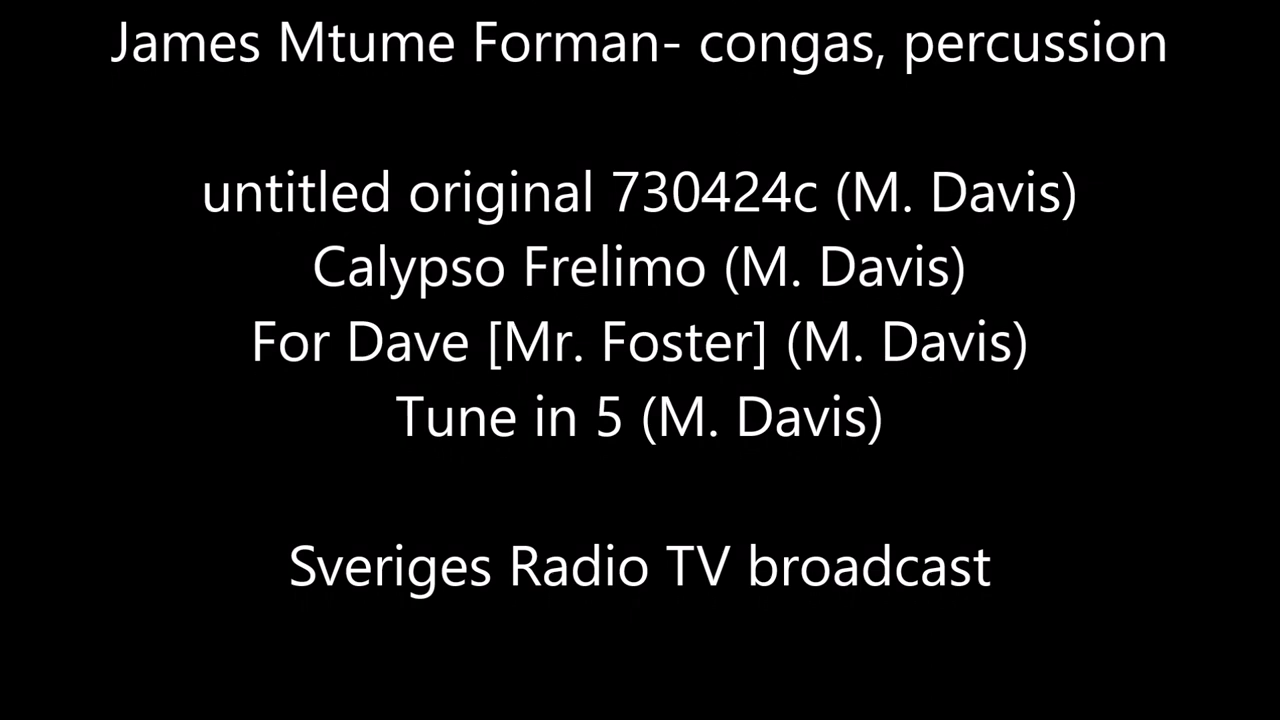 James Mtume Forman- congas, percussion
untitled original 730424c (M. Davis)
Calypso Frelimo (M. Davis)
For Dave [Mr. Foster] (M. Davis)
Tune in 5 (M. Davis)
Sveriges Radio TV broadcast